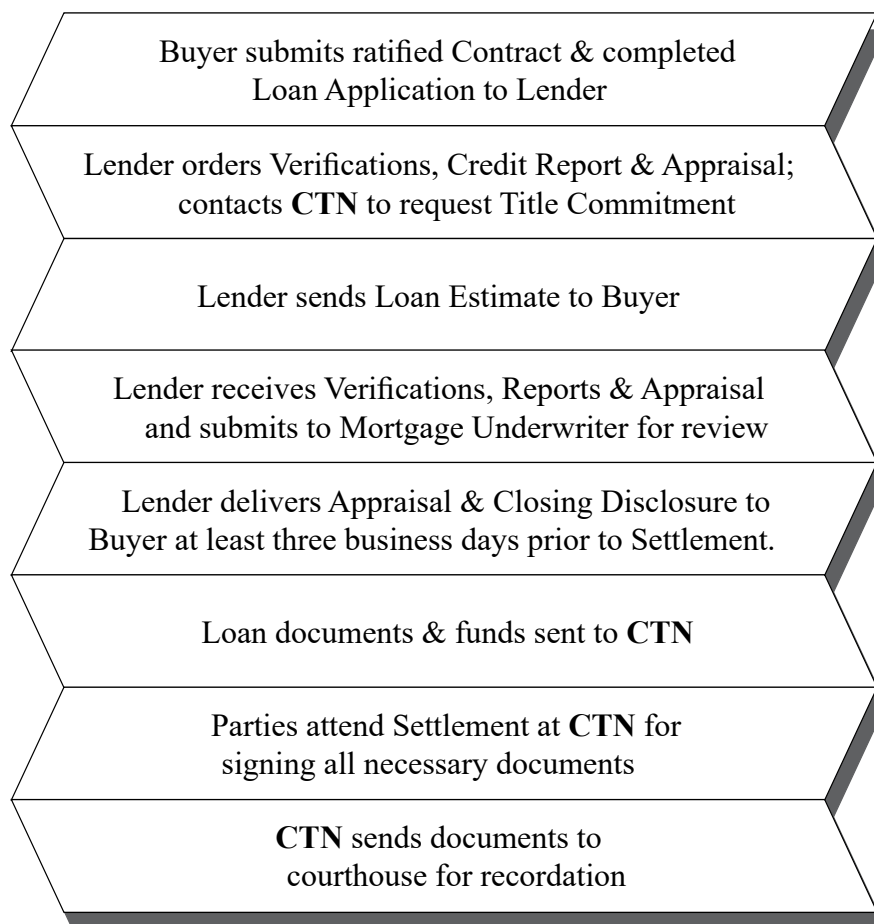 Buyer submits ratified Contract & completed
Loan Application to Lender
Lender orders Verifications, Credit Report & Appraisal;
contacts CTN to request Title Commitment
Lender sends Loan Estimate to Buyer
Lender receives Verifications, Reports & Appraisal
and submits to Mortgage Underwriter for review
Lender delivers Appraisal & Closing Disclosure to
Buyer at least three business days prior to Settlement.
Loan documents & funds sent to CTN
Parties attend Settlement at CTN for
signing all necessary documents
CTN sends documents to
courthouse for recordation